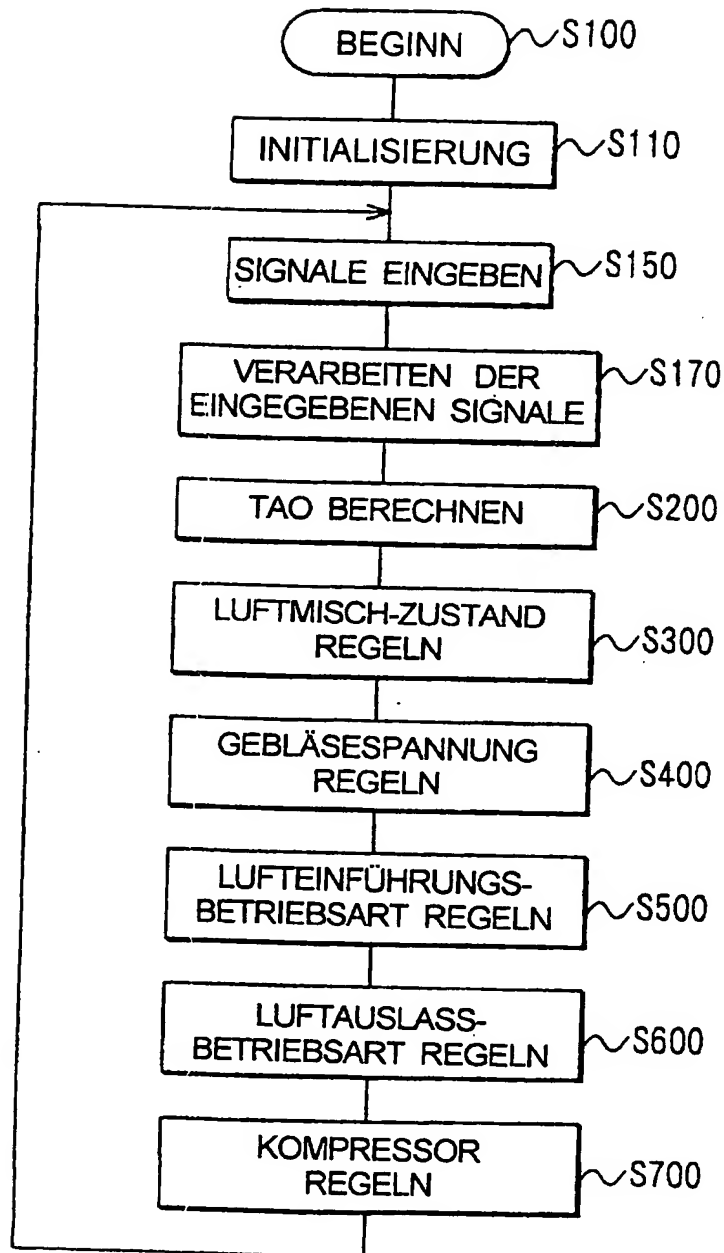 BEGINN S100
INITIALISIERUNG S110
SIGNALE EINGEBEN S150
VERARBEITEN DER
EINGEGEBENEN SIGNALE S170
TAO BERECHNEN S200
LUFTMISCH-ZUSTAND
REGELN S300
GEBLÄSESPANNUNG
REGELN S400
LUFTEINFÜHRUNGS-
BETRIEBSART REGELN S500
LUFTAUSLASS-
BETRIEBSART REGELN S600
KOMPRESSOR
REGELN S700